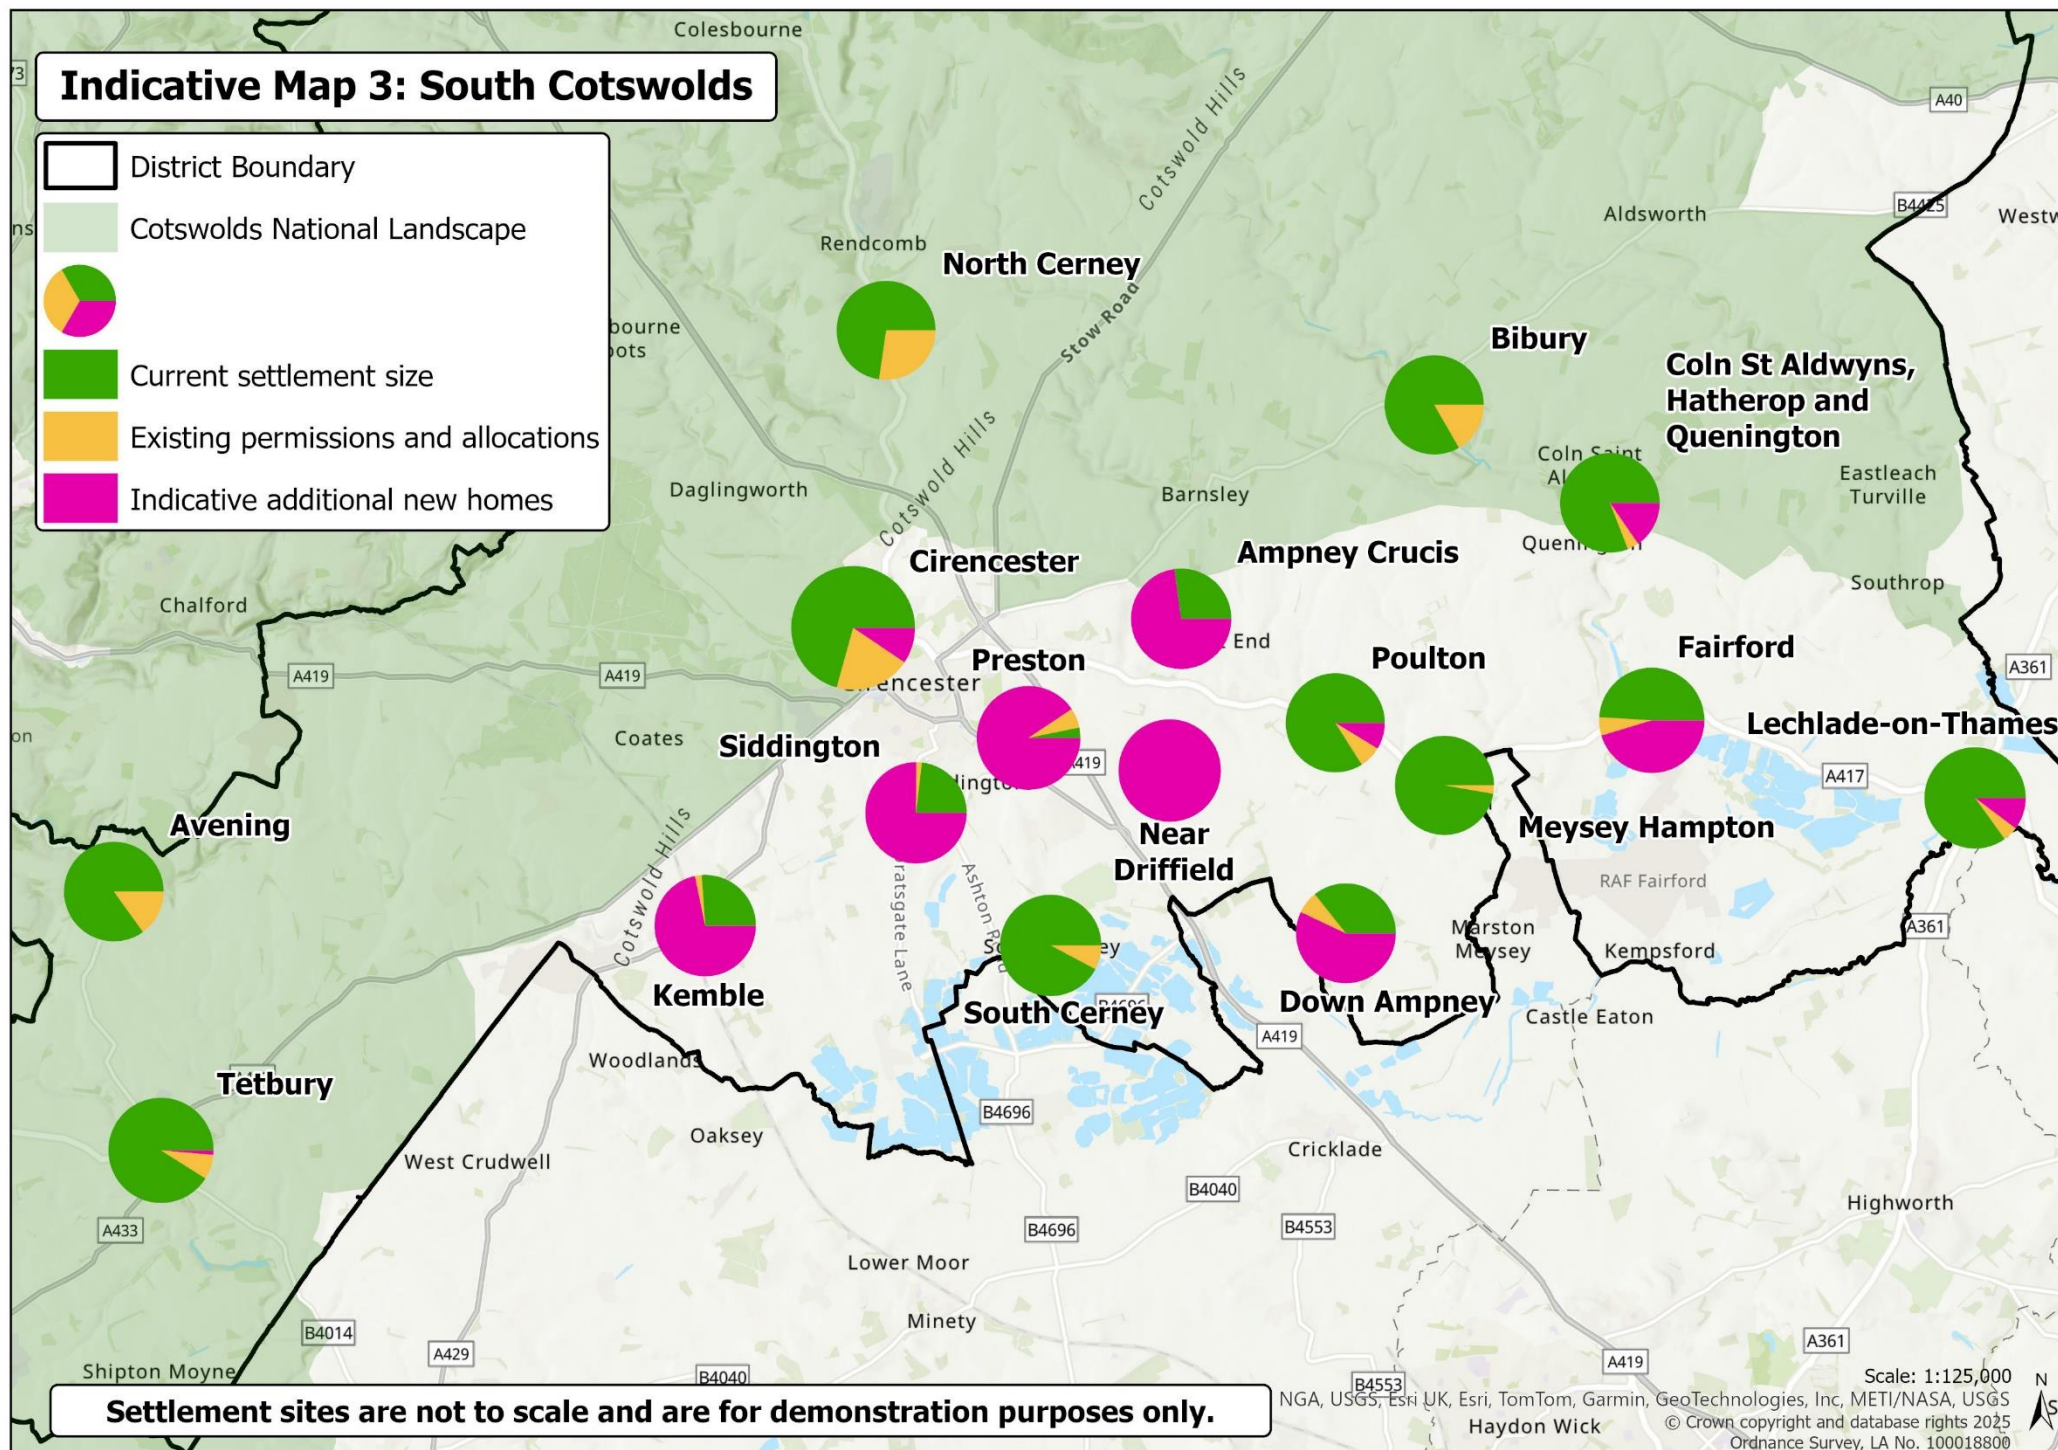 Colesbourne
Indicative Map 3: South Cotswolds
A40
District Boundary
Cotswolds National Landscape
Current settlement size
Existing permissions and allocations
Indicative additional new homes
Cotswold Hills
B4425
Aldsworth
Rendcomb
North Cerney
Stow Road
Bibury
Coln St Aldwyns,
Hatherop and
Quenington
Cotswold Hills
Daglingworth
Barnsley
Eastleach
Turville
Cirencester
Ampney Crucis
Southrop
Chalford
End
Preston
Poulton
Fairford
A361
A419
A419
Cirencester
Lechlade-on-Thames
Coates
Siddington
A419
A417
Avening
Near
Driffield
Meysey Hampton
Cotswold Hills
Ashton Road
RAF Fairford
Marston
Meysey
Kempsford
A361
Kemble
South Cerney
B4696
Down Ampney
Castle Eaton
A419
Woodlands
Tetbury
B4696
Oaksey
Cricklade
West Crudwell
B4040
Highworth
A433
B4696
B4553
Lower Moor
Minety
B4014
A429
A361
A419
Shipton Moyne
B4040
B4553
Scale: 1:125,000
N
Settlement sites are not to scale and are for demonstration purposes only.
NGA, USGS, Esri UK, Esri, TomTom, Garmin, GeoTechnologies, Inc, METI/NASA, USGS
Haydon Wick
© Crown copyright and database rights 2025
Ordnance Survey, LA No. 100018800